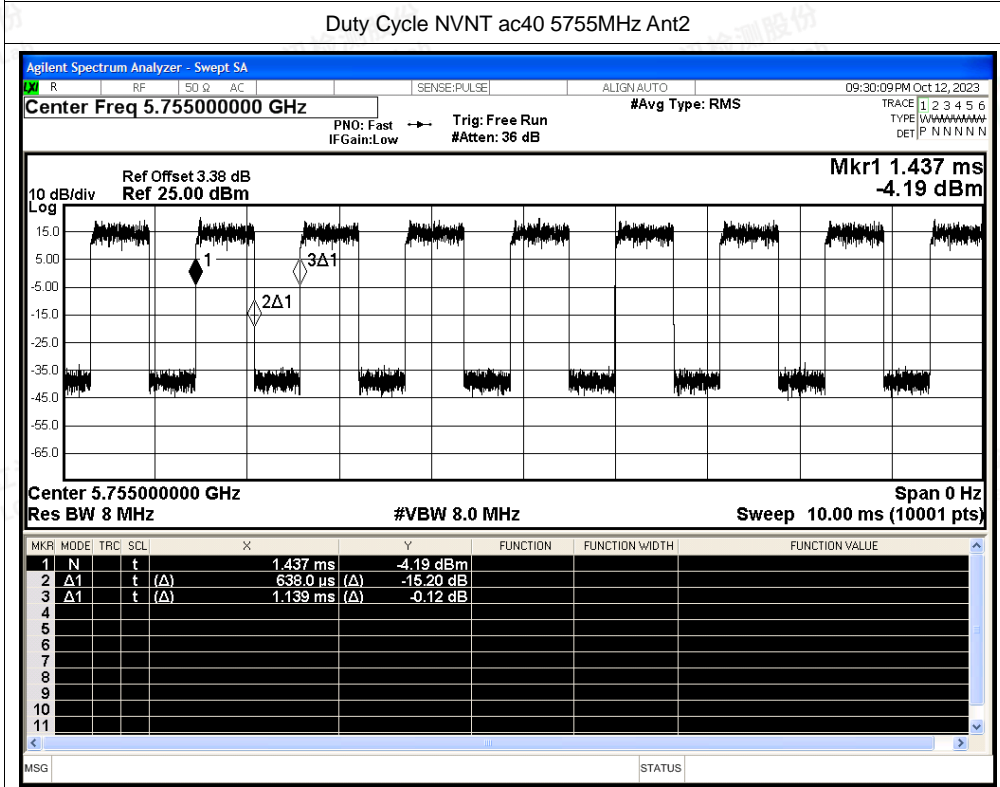 Duty Cycle NVNT ac40 5755MHz Ant2
Agilent Spectrum Analyzer - Swept SA
LXI R RF 50 Ω AC SENSE:PULSE ALIGN AUTO 09:30:09 PM Oct 12, 2023
Center Freq 5.755000000 GHz #Avg Type: RMS TRACE 1 2 3 4 5 6
PNO: Fast Trig: Free Run TYPE
IFGain:Low #Atten: 36 dB DET P N N N N N
Mkr1 1.437 ms
Ref Offset 3.38 dB
10 dB/div Ref 25.00 dBm -4.19 dBm
Log
15.0
5.00
1 3Δ1
-5.00
2Δ1
-15.0
-25.0
-35.0
-45.0
-55.0
-65.0
Center 5.755000000 GHz Span 0 Hz
Res BW 8 MHz #VBW 8.0 MHz Sweep 10.00 ms (10001 pts)
MKR MODE TRC SCL X Y FUNCTION FUNCTION WIDTH FUNCTION VALUE
1 N t 1.437 ms -4.19 dBm
2 Δ1 t (Δ) 638.0 µs (Δ) -15.20 dB
3 Δ1 t (Δ) 1.139 ms (Δ) -0.12 dB
4
5
6
7
8
9
10
11
MSG STATUS